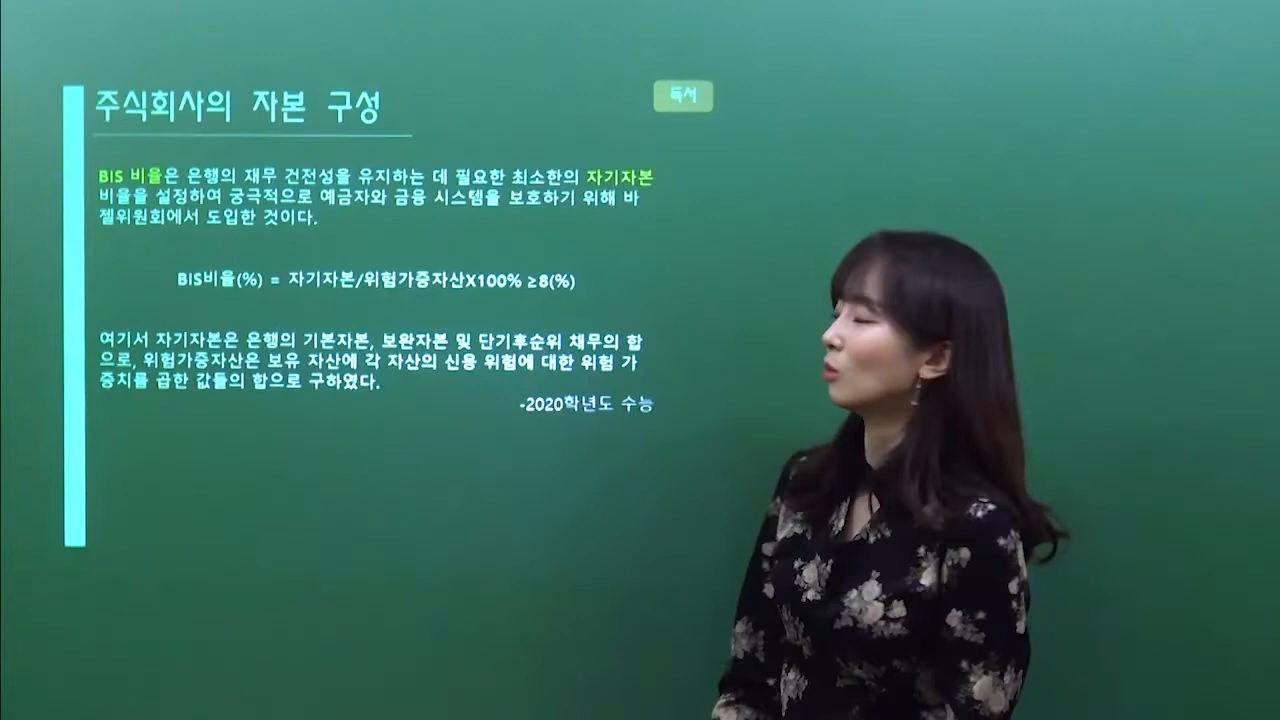 주식회사의 자본 구성
독서
BIS 비율은 은행의 재무 건전성을 유지하는 데 필요한 최소한의 자기자본
비율을 설정하여 궁극적으로 예금자와 금융 시스템을 보호하기 위해 바
젤위원회에서 도입한 것이다.
BIS비율(%) = 자기자본/위험가중자산X100% ≥8(%)
여기서 자기자본은 은행의 기본자본, 보완자본 및 단기후순위 채무의 합
으로, 위험가중자산은 보유 자산에 각 자산의 신용 위험에 대한 위험 가
중치를 곱한 값들의 합으로 구하였다.
-2020학년도 수능